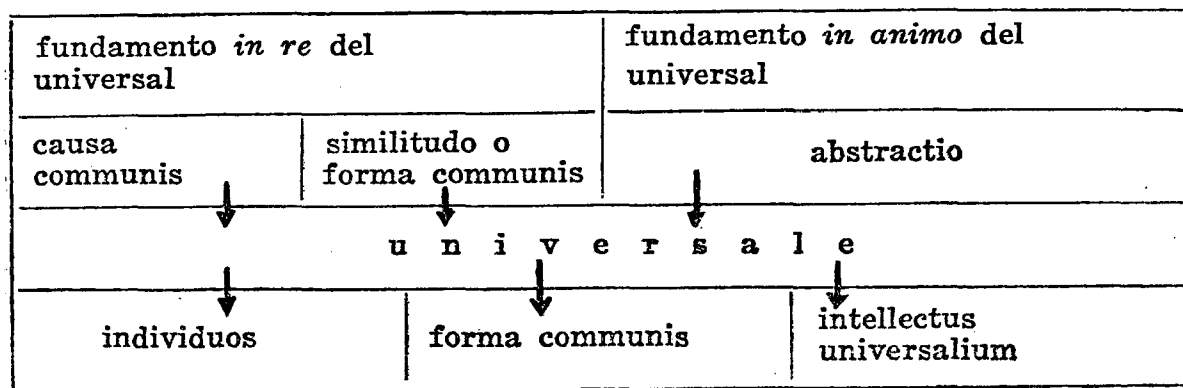 fundamento in re del
universal
fundamento in animo del
universal
causa
communis
similitudo o
forma communis
abstractio
universale
individuos
forma communis
intellectus
universalium